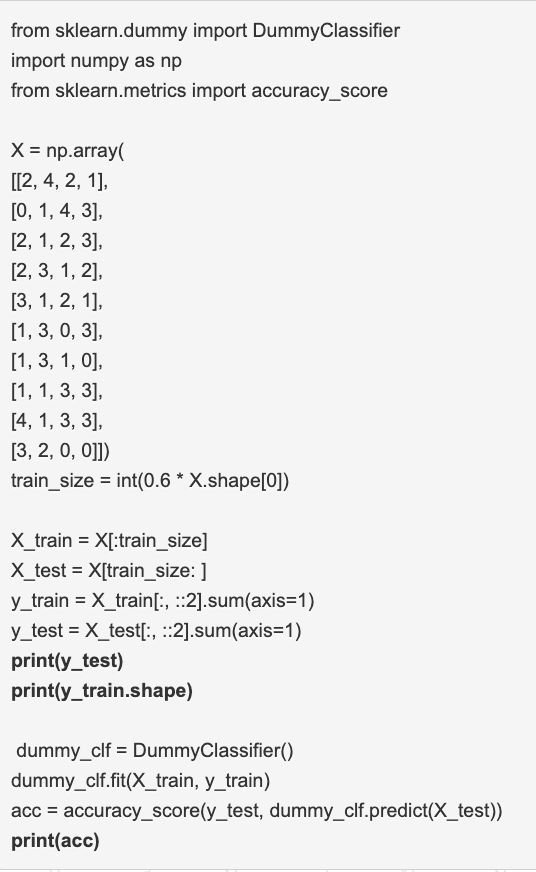 from sklearn.dummy import DummyClassifier
import numpy as np
from sklearn.metrics import accuracy_score
X = np.array(
[[2, 4, 2, 1],
[0, 1, 4, 3],
[2, 1, 2, 3],
[2, 3, 1, 2],
[3, 1, 2, 1],
[1, 3, 0, 3],
[1, 3, 1, 0],
[1, 1, 3, 3],
[4, 1, 3, 3],
[3, 2, 0, 0]])
train_size = int(0.6 * X.shape[0])
X_train = X[:train_size]
X_test = X[train_size: ]
y_train = X_train[:, ::2].sum(axis=1)
y_test = X_test[:, ::2].sum(axis=1)
print(y_test)
print(y_train.shape)
dummy_clf = DummyClassifier()
dummy_clf.fit(X_train, y_train)
acc = accuracy_score(y_test, dummy_clf.predict(X_test))
print(acc)